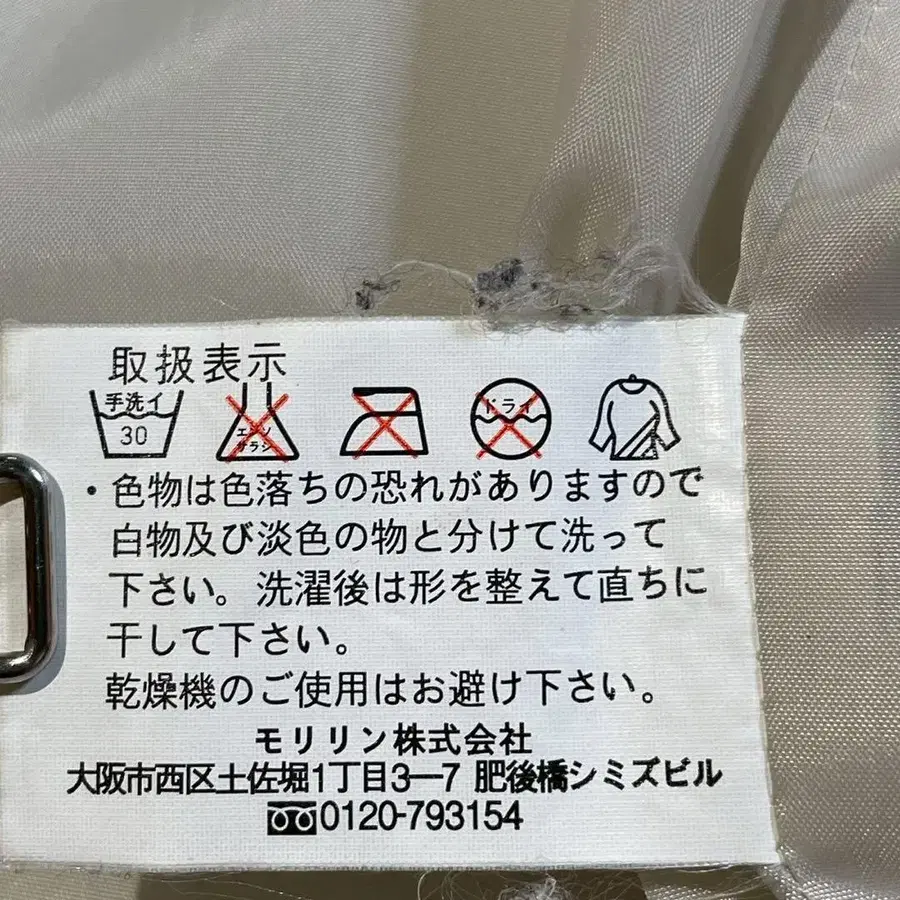 取扱表示
手洗イ エンソ ドライ
30 サラシ
・色物は色落ちの恐れがありますので
白物及び淡色の物と分けて洗って
下さい。洗濯後は形を整えて直ちに
干して下さい。
乾燥機のご使用はお避け下さい。
モリリン株式会社
大阪市西区土佐堀1丁目3―7 肥後橋シミズビル
0120-793154